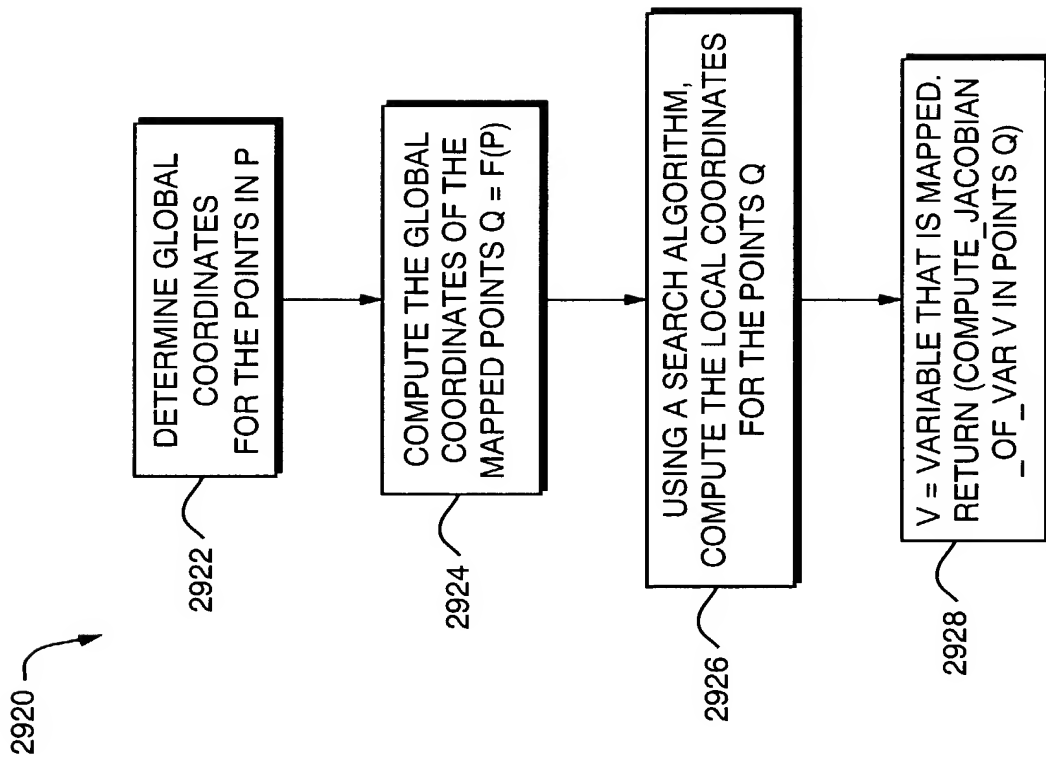 2920
DETERMINE GLOBAL
COORDINATES
FOR THE POINTS IN P
2922
COMPUTE THE GLOBAL
COORDINATES OF THE
MAPPED POINTS Q = F(P)
2924
USING A SEARCH ALGORITHM,
COMPUTE THE LOCAL COORDINATES
FOR THE POINTS Q
2926
V = VARIABLE THAT IS MAPPED.
RETURN (COMPUTE_JACOBIAN
_OF_VAR V IN POINTS Q)
2928